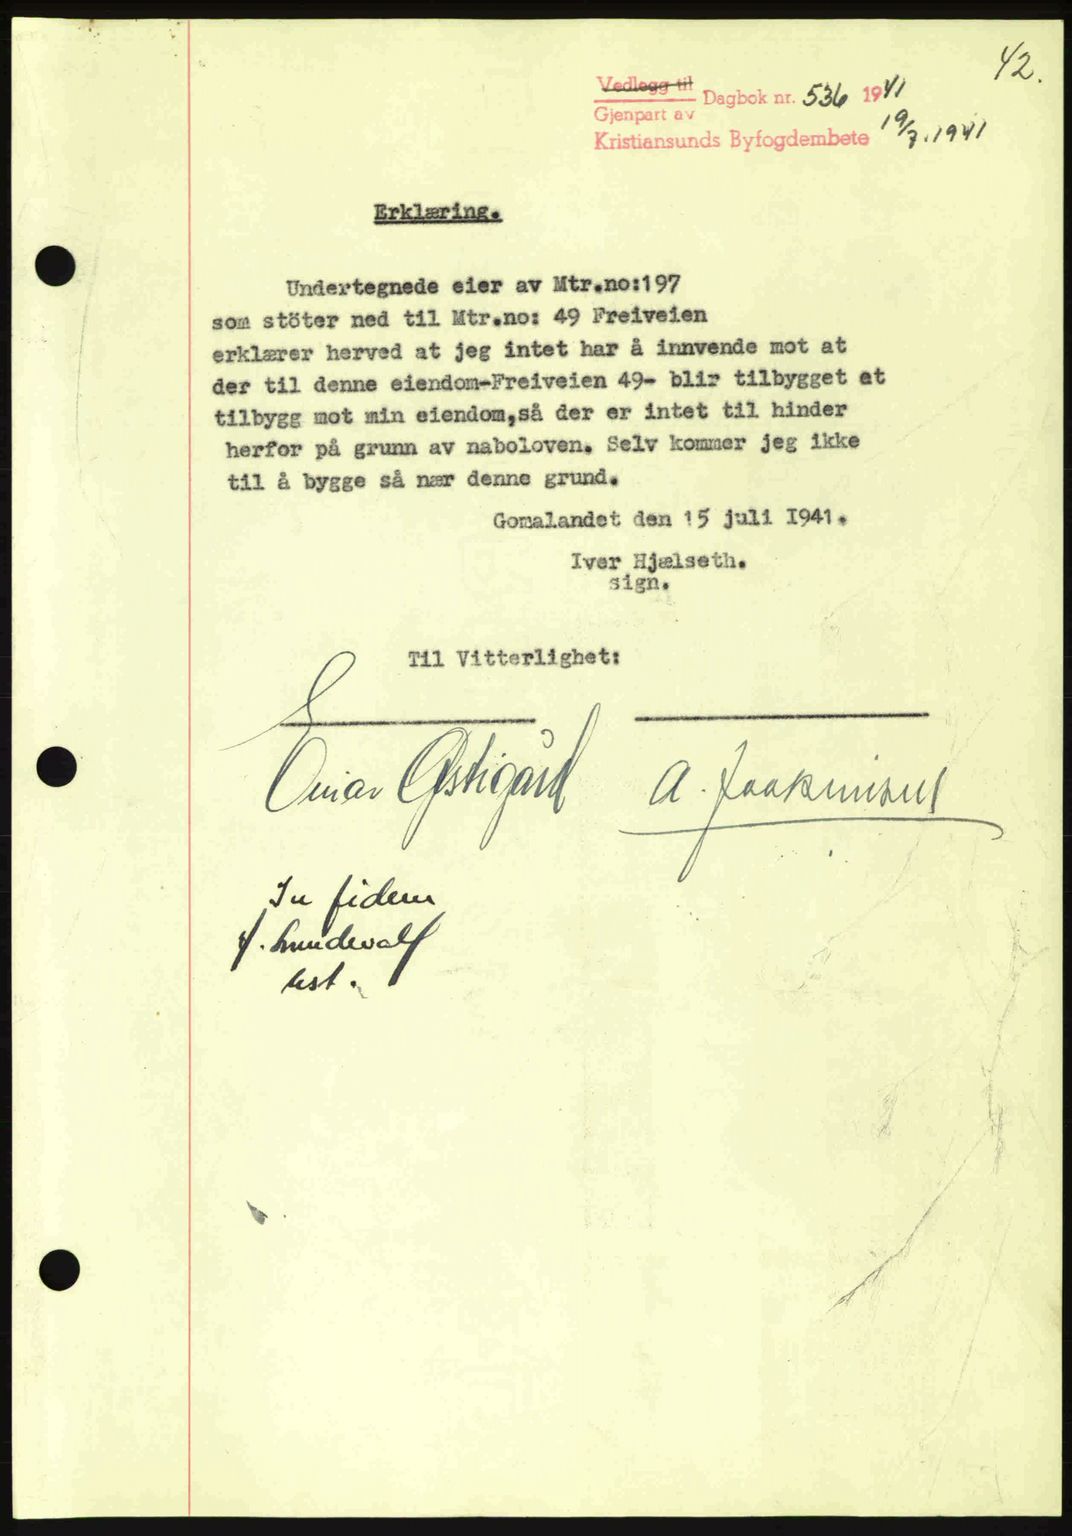 42.
Vedlegg til
Gjenpart av Dagbok nr. 536 1941
Kristiansunds Byfogdembete 19/7.1941
Erklæring.
Undertegnede eier av Mtr.no:197
som stöter ned til Mtr.no: 49 Freiveien
erklærer herved at jeg intet har å innvende mot at
der til denne eiendom-Freiveien 49- blir tilbygget et
tilbygg mot min eiendom,så der er intet til hinder
herfor på grunn av naboloven. Selv kommer jeg ikke
til å bygge så nær denne grund.
Gomalandet den 15 juli I941.
Iver Hjælseth.
sign.
Til Vitterlighet:
Einar Østigård A.
In fidem